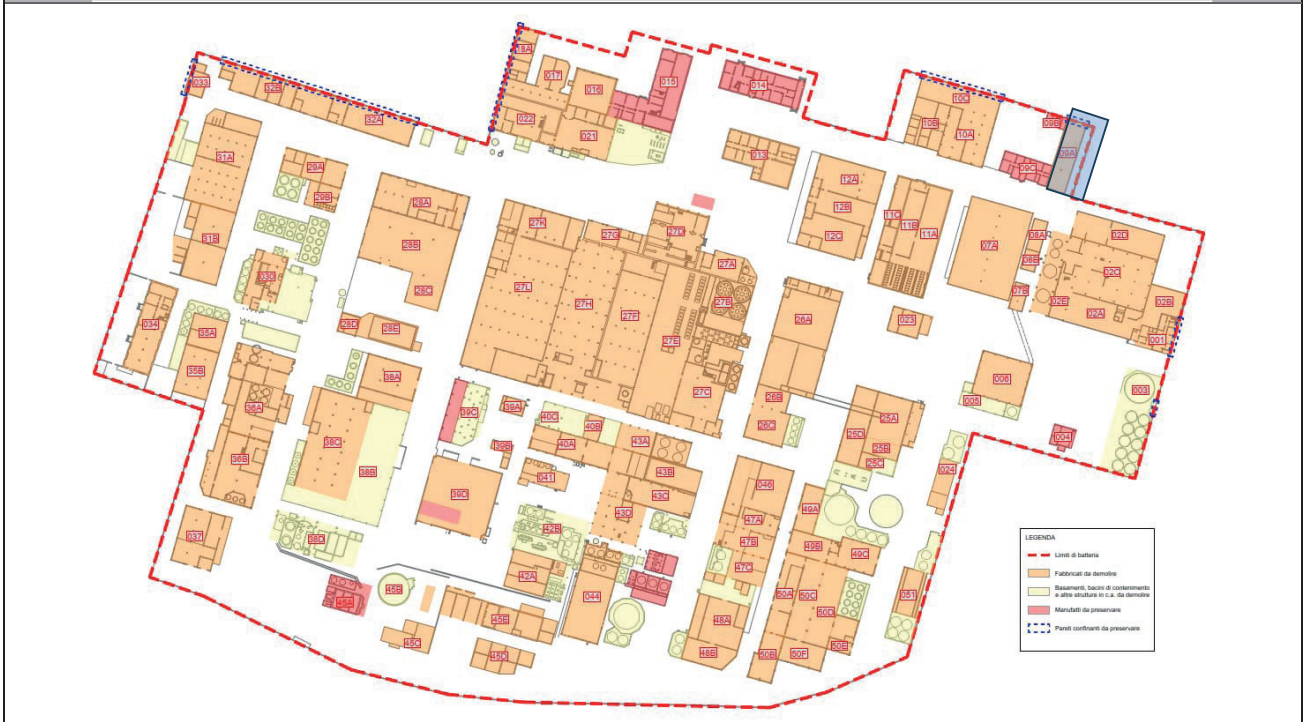 18A
017
016
015
014
033
32B
32A
022
021
013
10C
10B
10A
09B
09A
09C
31A
31B
29A
29B
28A
28B
28C
28D
28E
030
034
35A
35B
27K
27G
27D
27A
27B
27L
27H
27F
27E
27C
12A
12B
12C
11C
11B
11A
07A
08A
08B
07B
02D
02C
02E
02A
02B
001
26A
26B
26C
023
006
005
003
004
36A
36B
38A
38C
38B
38D
037
39C
39A
39B
39D
40C
40B
40A
041
43A
43B
43C
43D
42B
42A
044
25A
25D
25B
25C
024
046
47A
47B
47C
49A
49B
49C
48A
48B
50A
50C
50D
50E
50F
50B
051
45A
45B
45C
45E
45D
LEGENDA
Limiti di batteria
Fabbricati da demolire
Basamenti, bacini di contenimento
e altre strutture in c.a. da demolire
Manufatti da preservare
Pareti confinanti da preservare